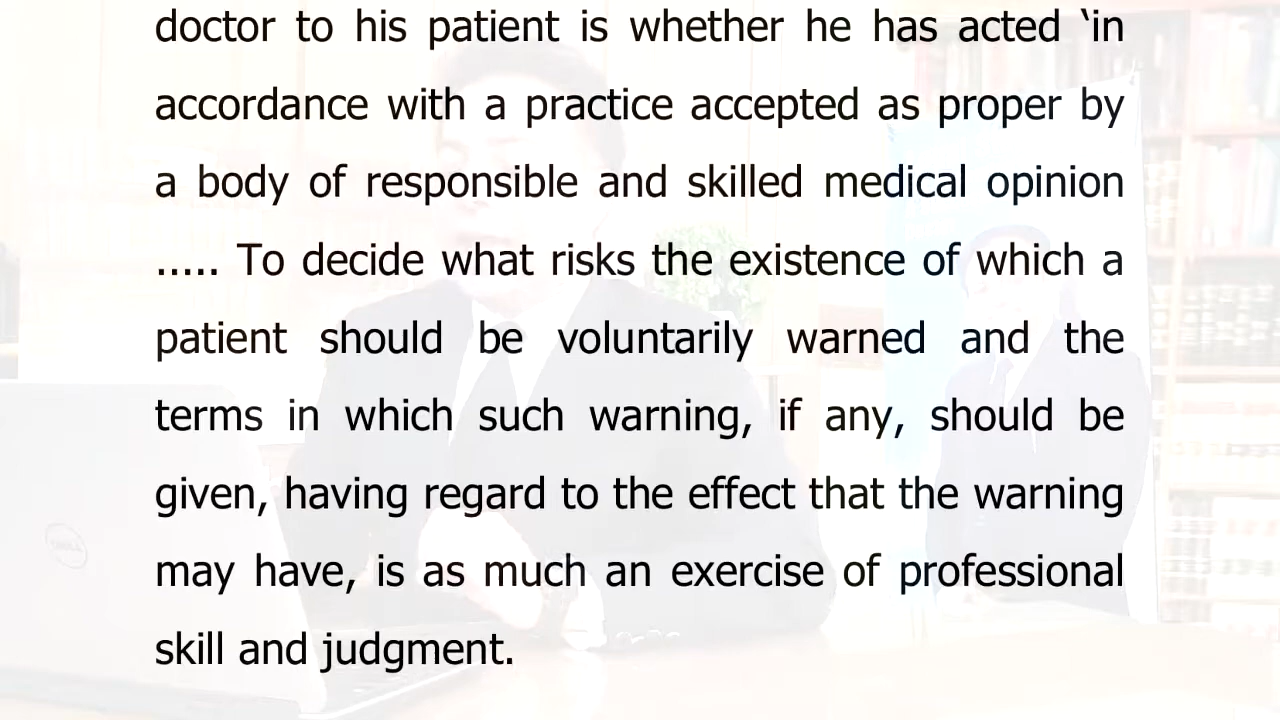 doctor to his patient is whether he has acted ‘in
accordance with a practice accepted as proper by
a body of responsible and skilled medical opinion
..... To decide what risks the existence of which a
patient should be voluntarily warned and the
terms in which such warning, if any, should be
given, having regard to the effect that the warning
may have, is as much an exercise of professional
skill and judgment.
DELL